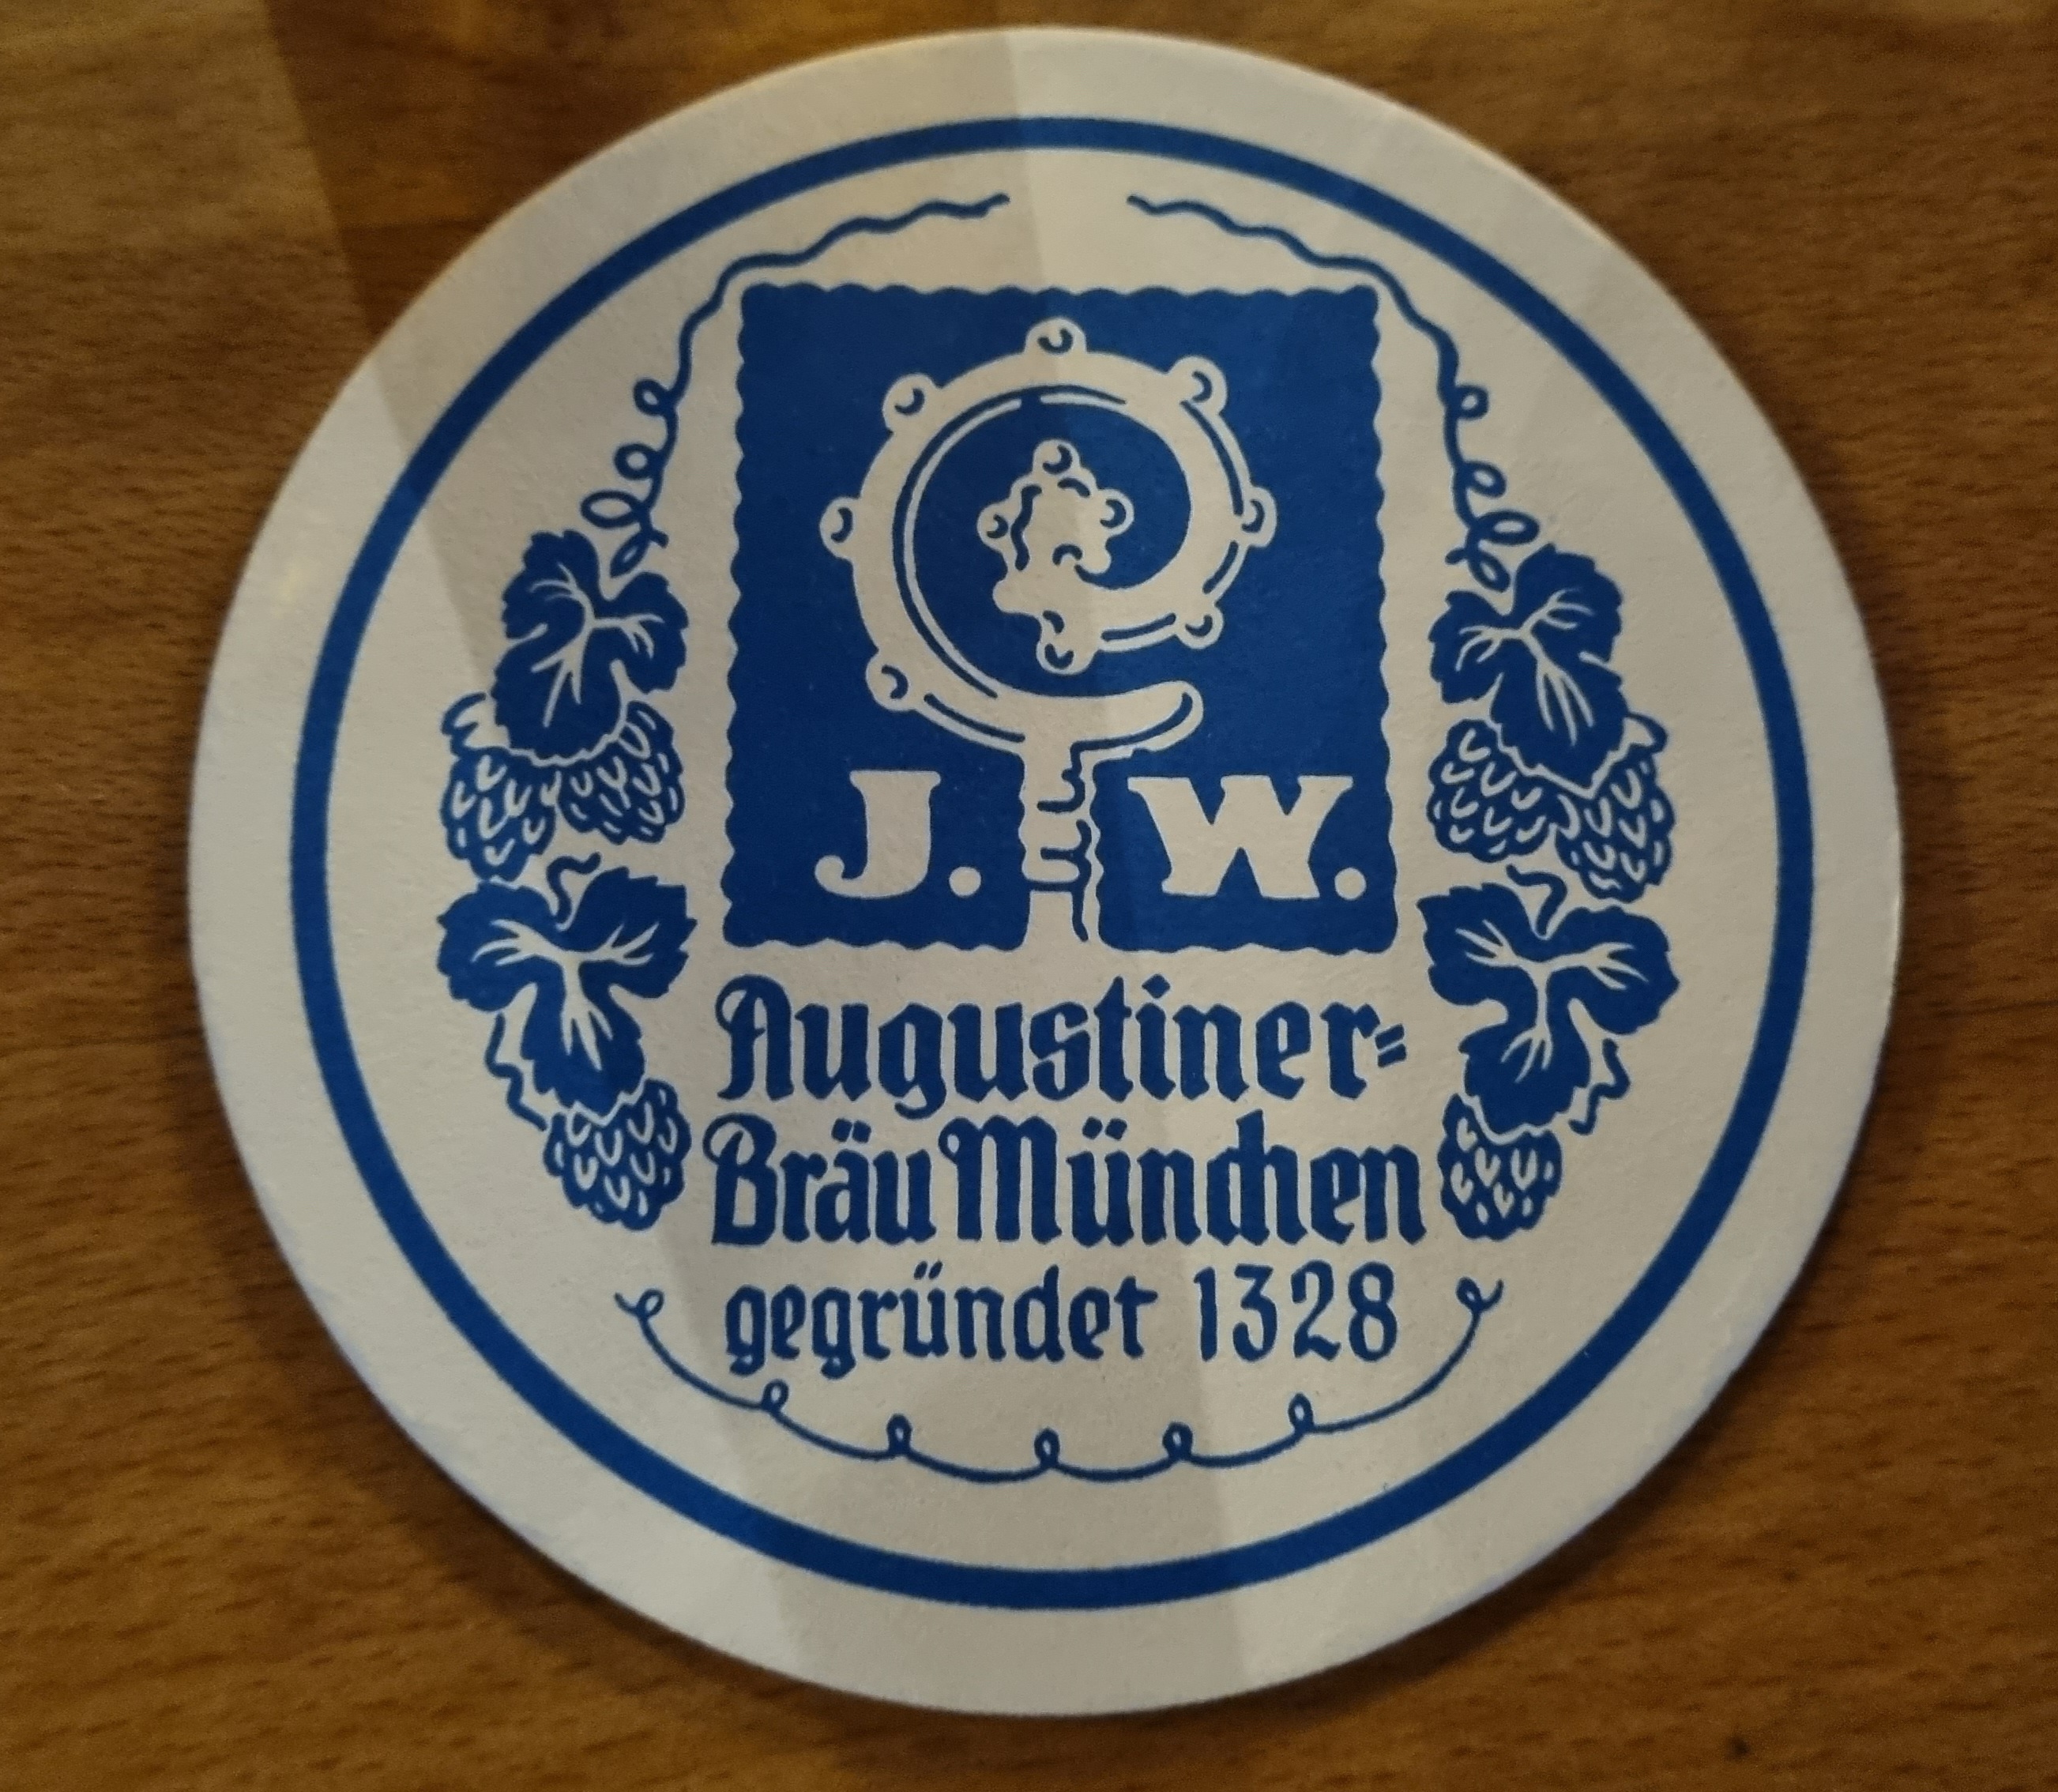 J. W.
Augustiner=
Bräu München
gegründet 1328